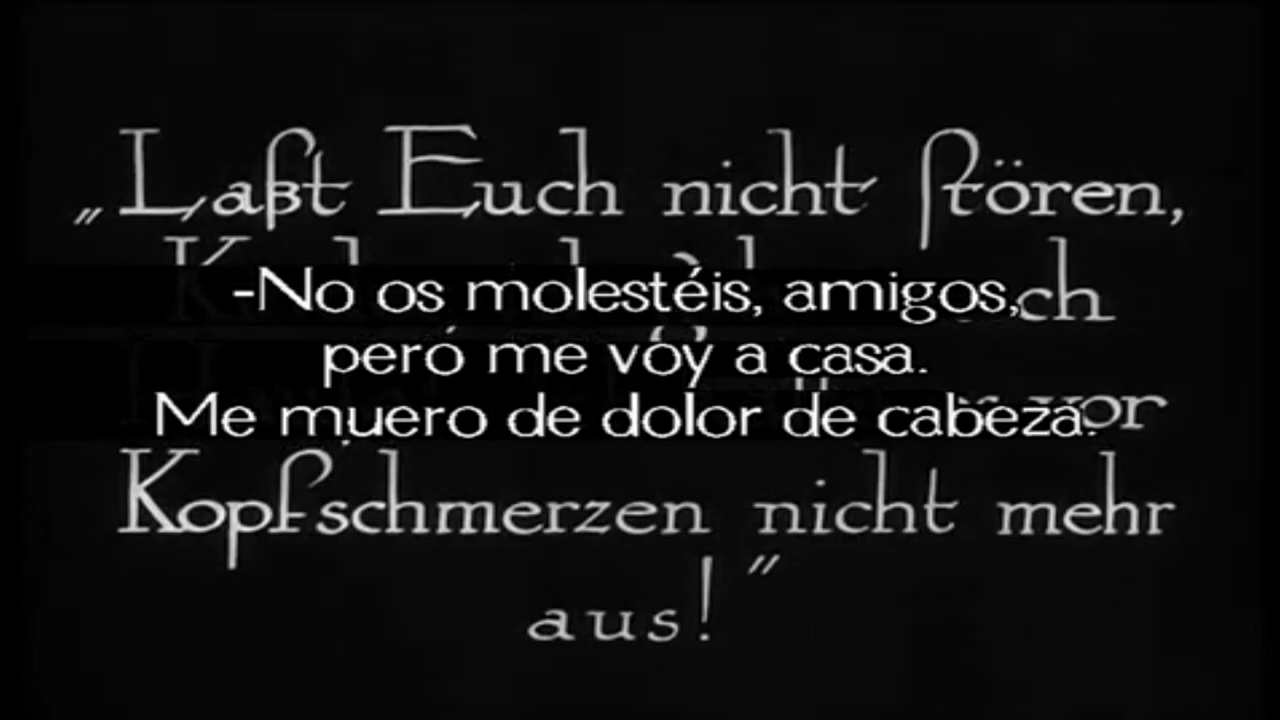 „Laßt Euch nicht stören,
-No os molestéis, amigos,
pero me voy a casa.
Me muero de dolor de cabeza.
vor
Kopfschmerzen nicht mehr
aus!”